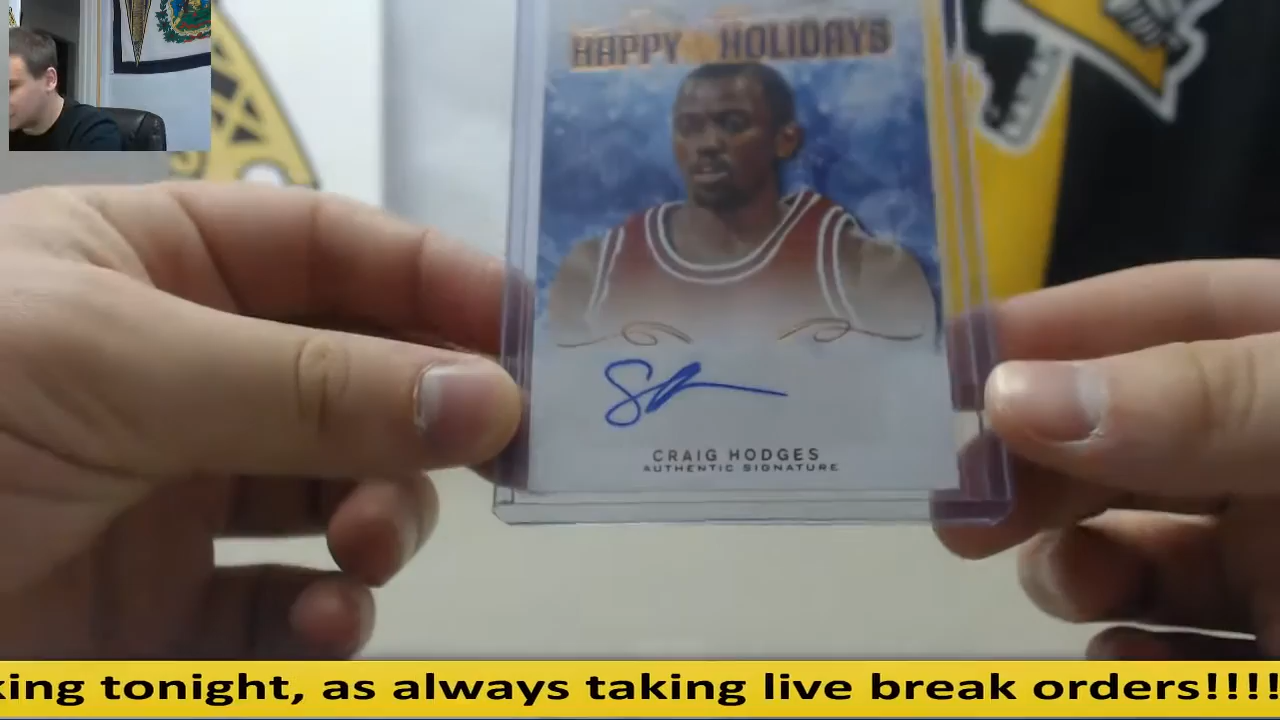 HAPPY HOLIDAYS
CRAIG HODGES
AUTHENTIC SIGNATURE
king tonight, as always taking live break orders!!!!